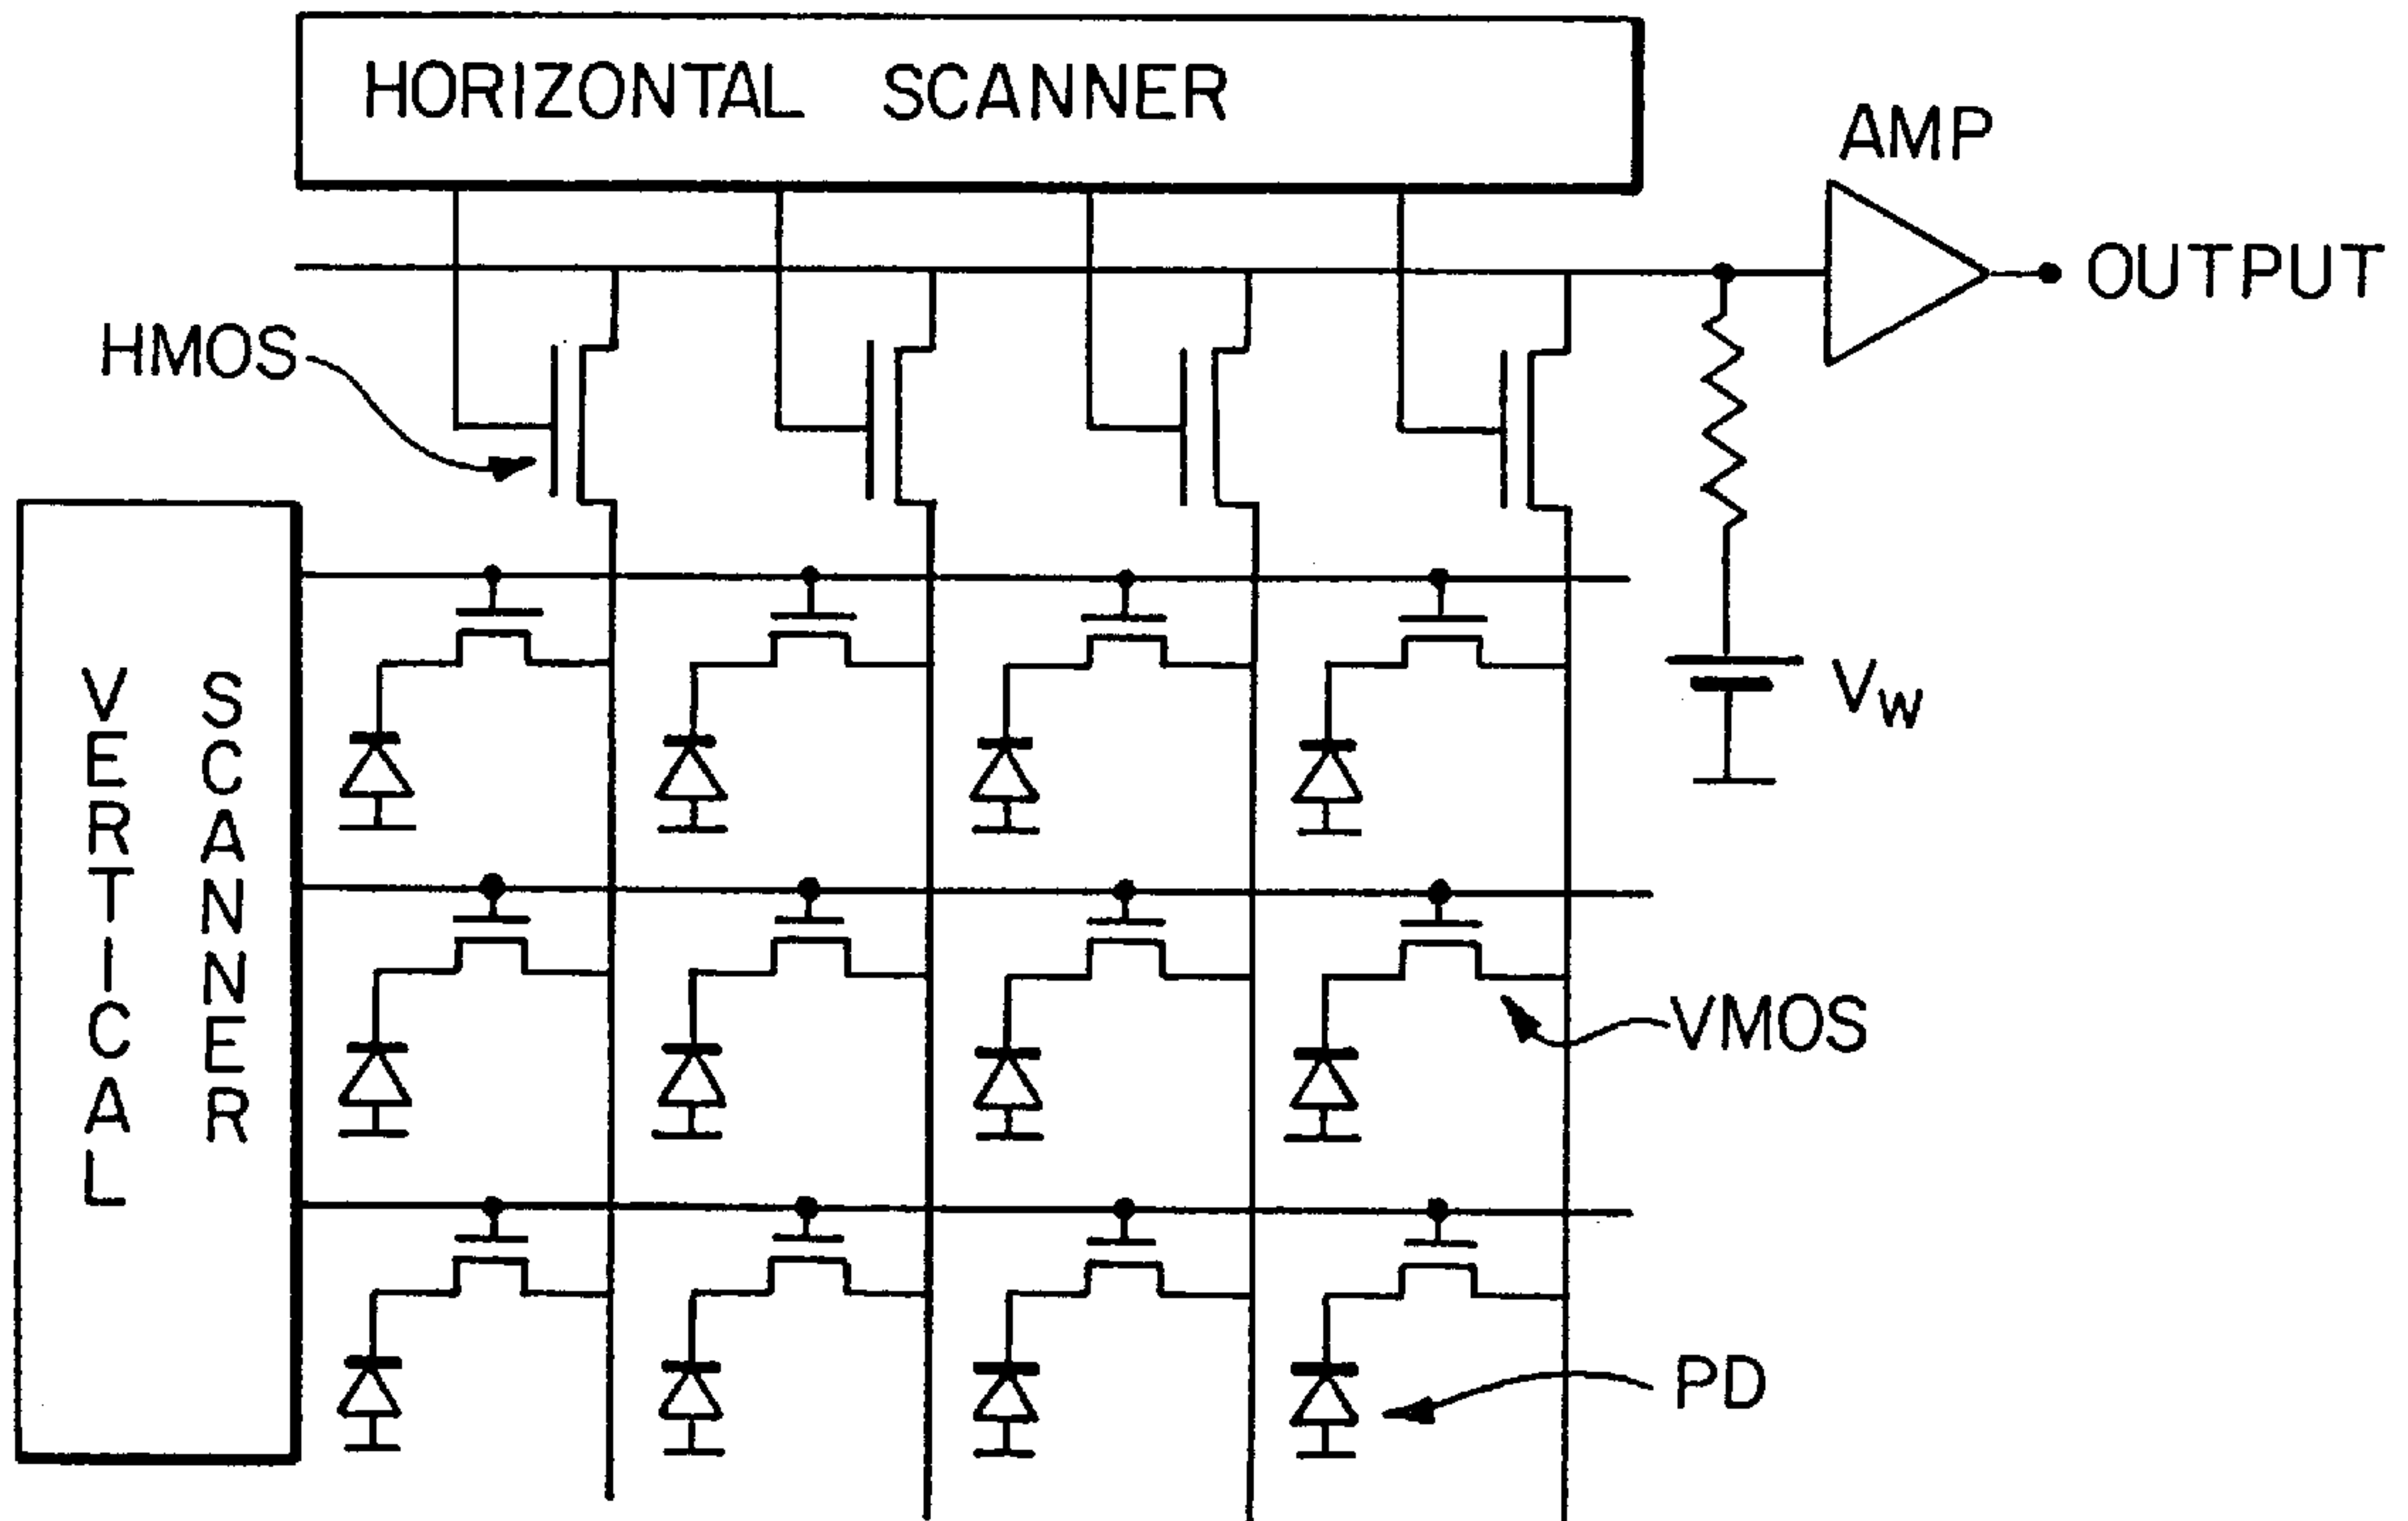 HORIZONTAL SCANNER
AMP
OUTPUT
HMOS
VERTICAL
SCANNER
VW
VMOS
PD